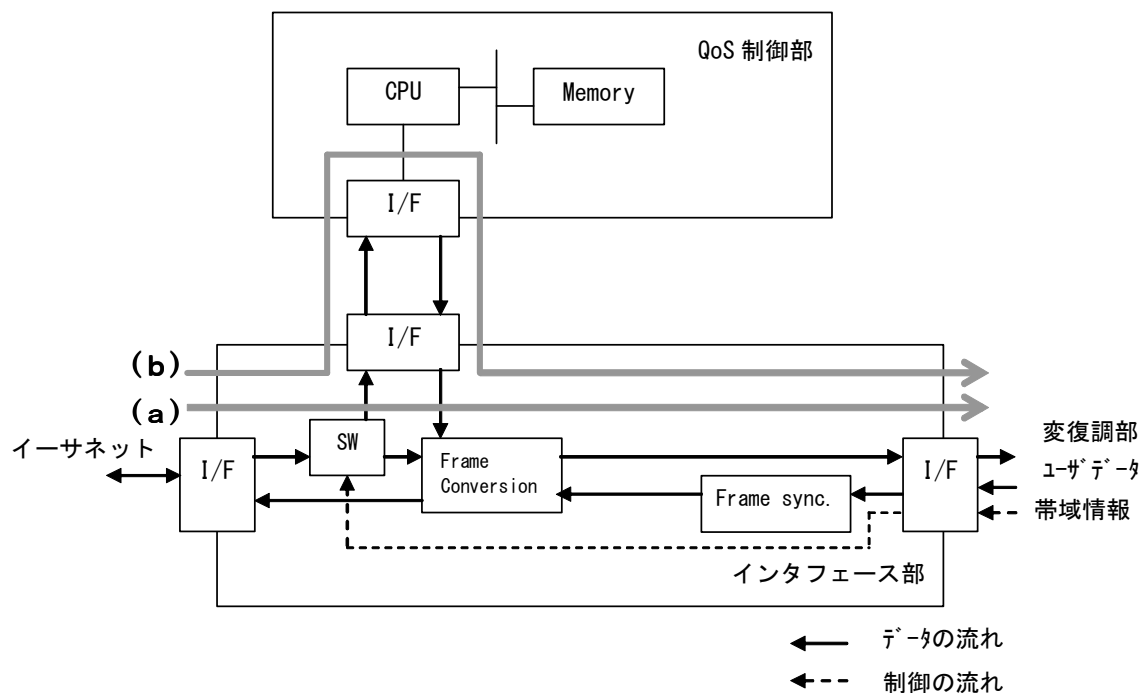 QoS 制御部
CPU
Memory
I/F
I/F
(b)
(a)
イーサネット
I/F
SW
Frame
Conversion
Frame sync.
I/F
変復調部
ﾕｰｻﾞﾃﾞｰﾀ
帯域情報
インタフェース部
ﾃﾞｰﾀの流れ
制御の流れ